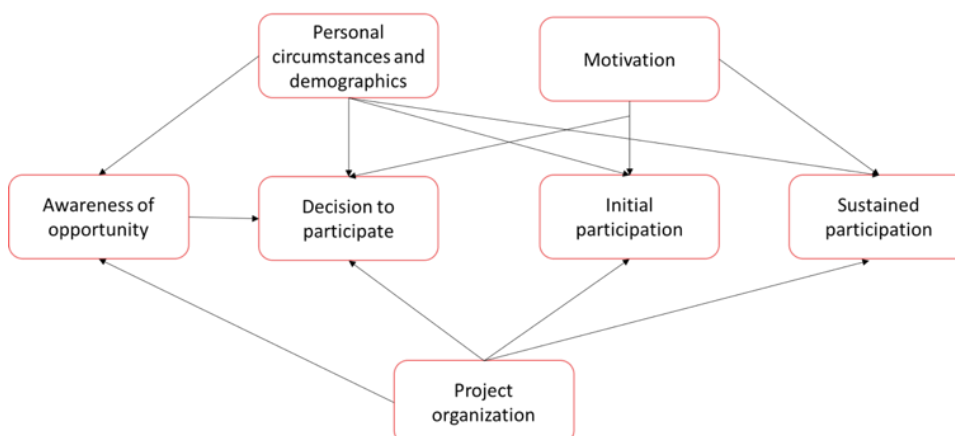 Personal
circumstances and
demographics
Motivation
Awareness of
opportunity
Decision to
participate
Initial
participation
Sustained
participation
Project
organization